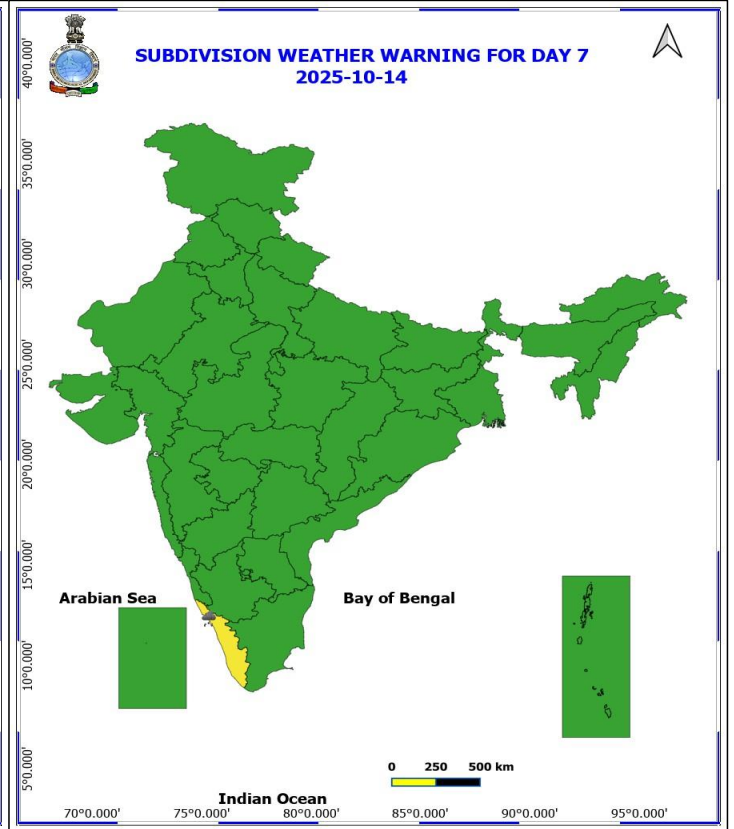 SUBDIVISION WEATHER WARNING FOR DAY 7
2025-10-14
40°0.000'
35°0.000'
30°0.000'
25°0.000'
20°0.000'
15°0.000'
10°0.000'
5°0.000'
Arabian Sea
Bay of Bengal
0 250 500 km
Indian Ocean
70°0.000' 75°0.000' 80°0.000' 85°0.000' 90°0.000' 95°0.000'